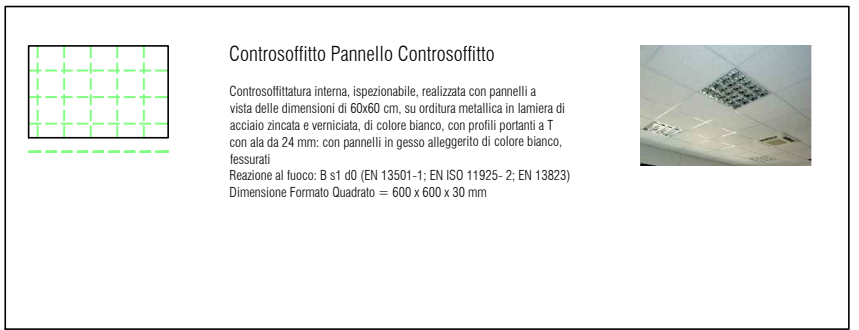 Controsoffitto Pannello Controsoffitto
Controsoffittatura interna, ispezionabile, realizzata con pannelli a
vista delle dimensioni di 60x60 cm, su orditura metallica in lamiera di
acciaio zincata e verniciata, di colore bianco, con profili portanti a T
con ala da 24 mm: con pannelli in gesso alleggerito di colore bianco,
fessurati
Reazione al fuoco: B s1 d0 (EN 13501-1; EN ISO 11925- 2; EN 13823)
Dimensione Formato Quadrato = 600 x 600 x 30 mm